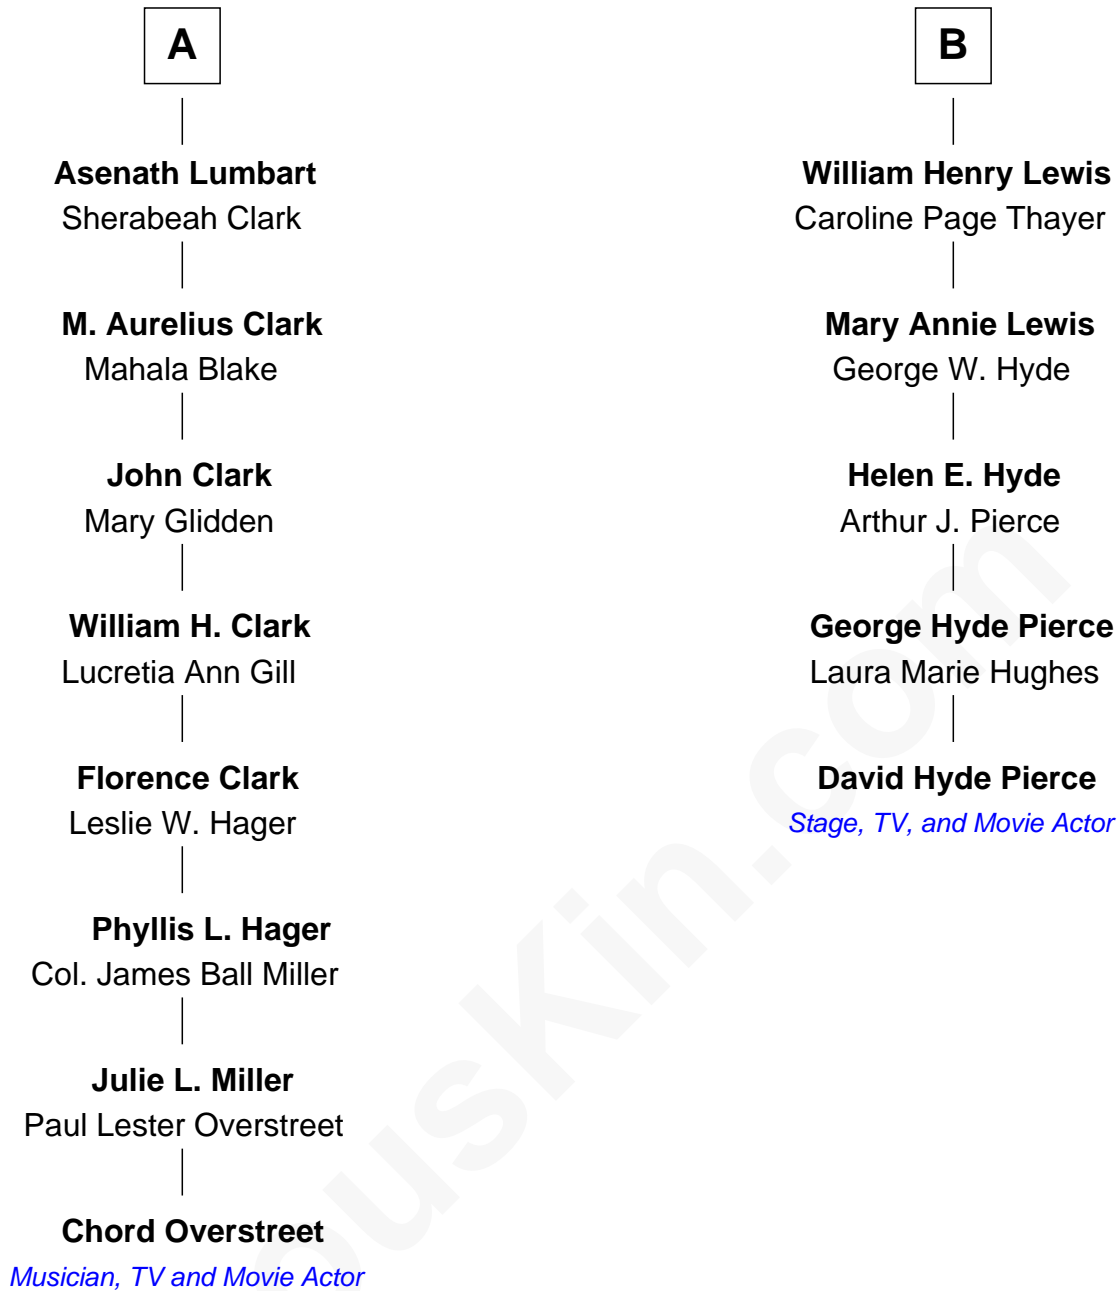 A
Asenath Lumbart
Sherabeah Clark
M. Aurelius Clark
Mahala Blake
John Clark
Mary Glidden
William H. Clark
Lucretia Ann Gill
Florence Clark
Leslie W. Hager
Phyllis L. Hager
Col. James Ball Miller
Julie L. Miller
Paul Lester Overstreet
Chord Overstreet
Musician, TV and Movie Actor
B
William Henry Lewis
Caroline Page Thayer
Mary Annie Lewis
George W. Hyde
Helen E. Hyde
Arthur J. Pierce
George Hyde Pierce
Laura Marie Hughes
David Hyde Pierce
Stage, TV, and Movie Actor